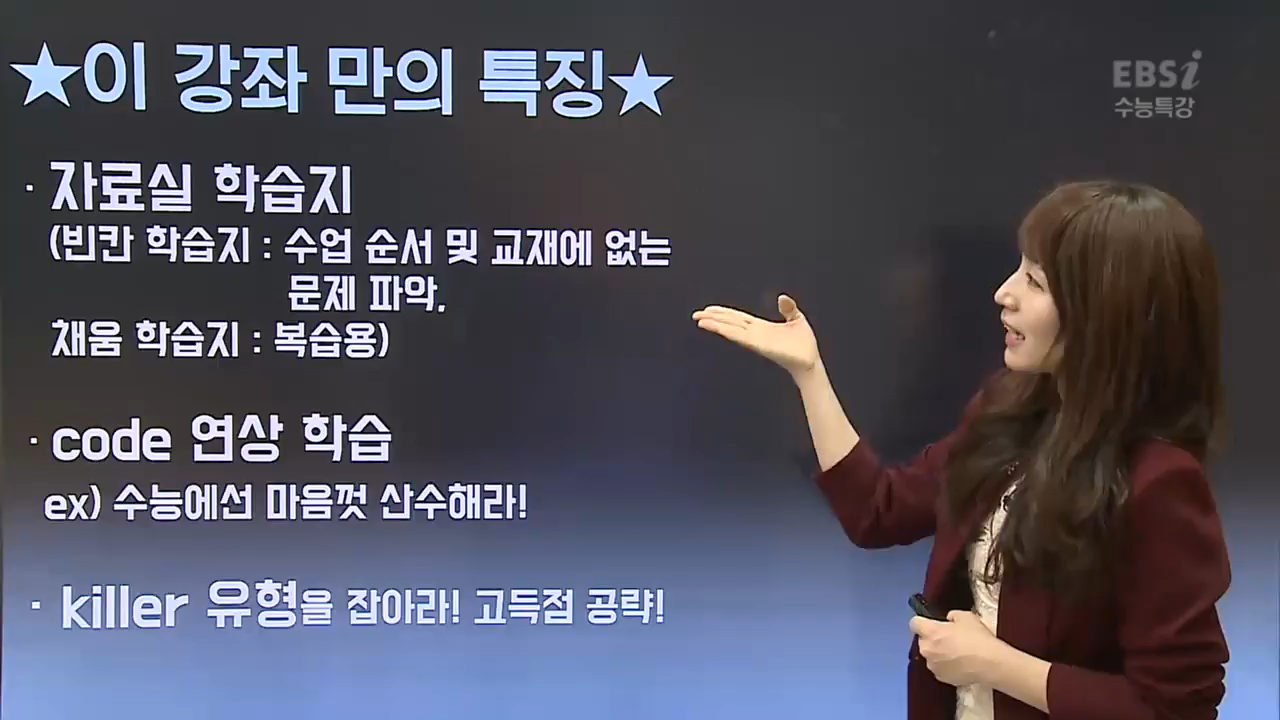 ★이 강좌 만의 특징★
EBSi
수능특강
· 자료실 학습지
(빈칸 학습지 : 수업 순서 및 교재에 없는
문제 파악,
채움 학습지 : 복습용)
· code 연상 학습
ex) 수능에선 마음껏 산수해라!
· killer 유형을 잡아라! 고득점 공략!